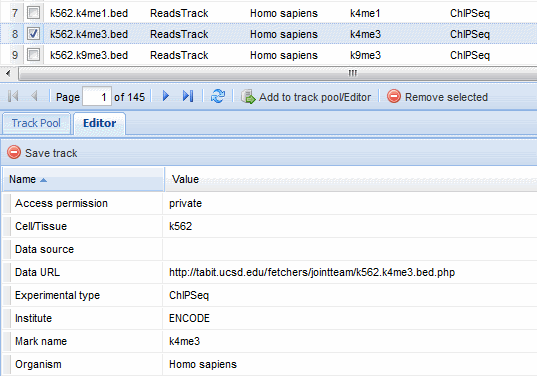 7 k562.k4me1.bed ReadsTrack Homo sapiens k4me1 ChIPSeq
8 k562.k4me3.bed ReadsTrack Homo sapiens k4me3 ChIPSeq
9 k562.k9me3.bed ReadsTrack Homo sapiens k9me3 ChIPSeq
Page 1 of 145 Add to track pool/Editor Remove selected
Track Pool Editor
Save track
Name Value
Access permission private
Cell/Tissue k562
Data source
Data URL http://tabit.ucsd.edu/fetchers/jointteam/k562.k4me3.bed.php
Experimental type ChIPSeq
Institute ENCODE
Mark name k4me3
Organism Homo sapiens